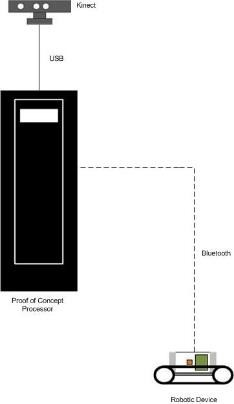 Kinect
USB
Bluetooth
Proof of Concept
Processor
Robotic Device